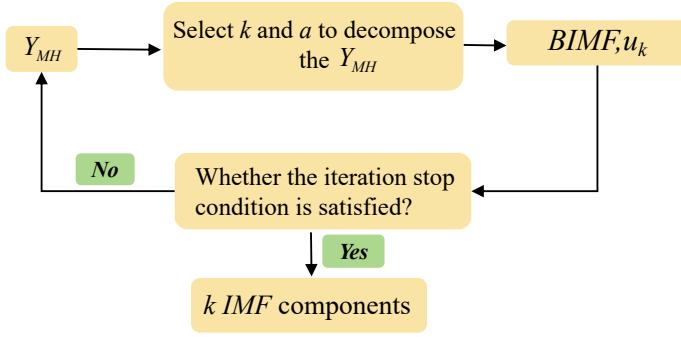 Y_MH
Select k and a to decompose
the Y_MH
BIMF,u_k
No
Whether the iteration stop
condition is satisfied?
Yes
k IMF components